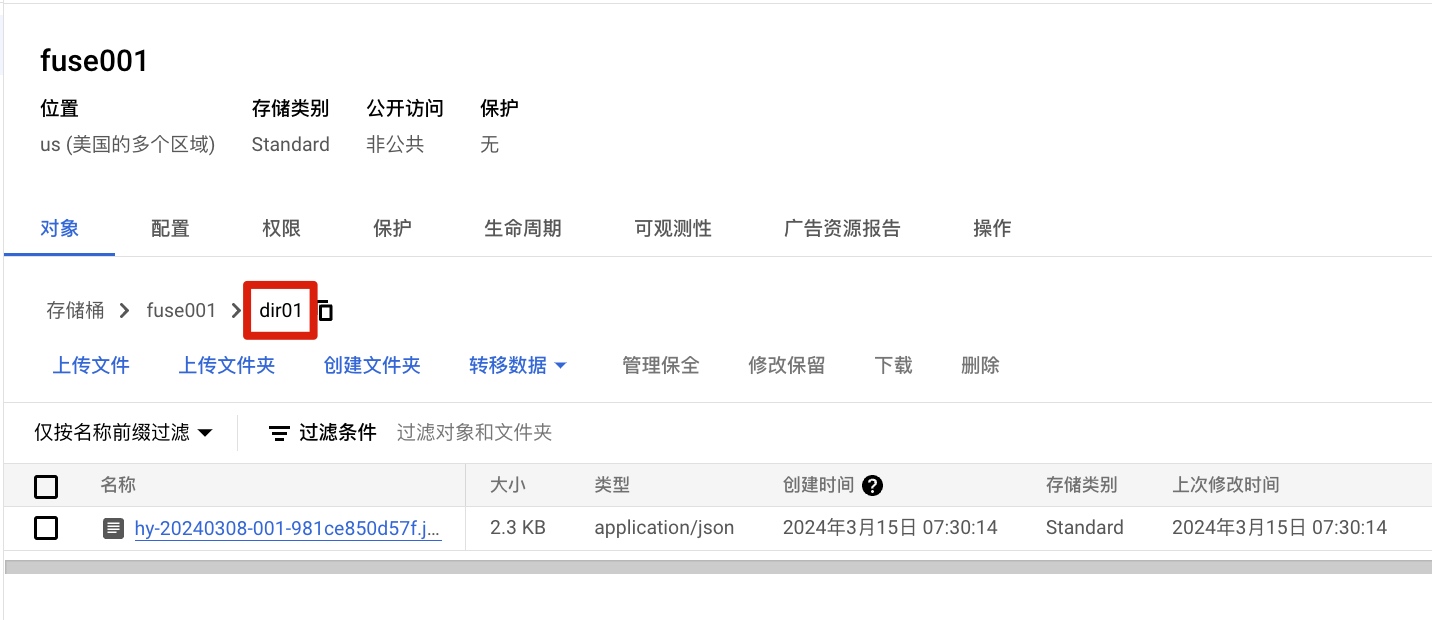 fuse001
位置 存储类别 公开访问 保护
us (美国的多个区域) Standard 非公共 无
对象 配置 权限 保护 生命周期 可观测性 广告资源报告 操作
存储桶 fuse001 dir01
上传文件 上传文件夹 创建文件夹 转移数据 管理保全 修改保留 下载 删除
仅按名称前缀过滤 过滤条件 过滤对象和文件夹
名称 大小 类型 创建时间 ? 存储类别 上次修改时间
hy-20240308-001-981ce850d57f.j… 2.3 KB application/json 2024年3月15日 07:30:14 Standard 2024年3月15日 07:30:14